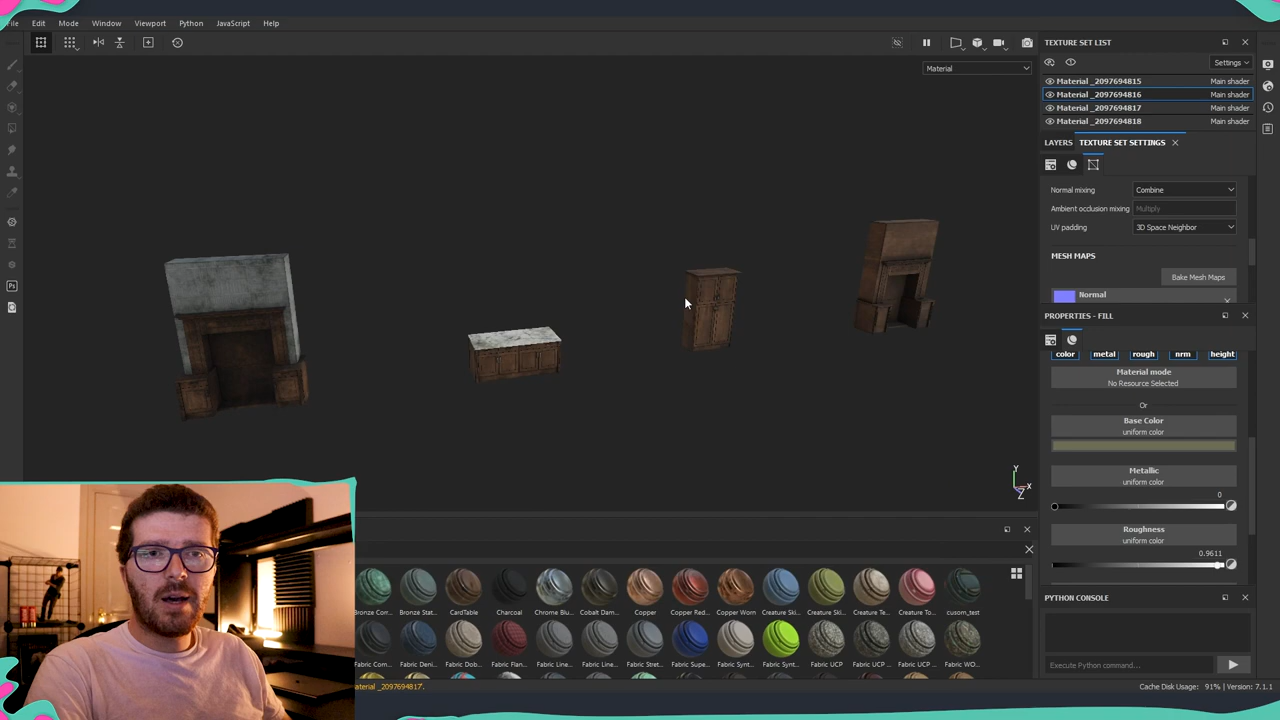 File Edit Mode Window Viewport Python JavaScript Help
Material
TEXTURE SET LIST
Settings
Material _2097694815 Main shader
Material _2097694816 Main shader
Material _2097694817 Main shader
Material _2097694818 Main shader
LAYERS TEXTURE SET SETTINGS
Normal mixing Combine
Ambient occlusion mixing Multiply
UV padding 3D Space Neighbor
MESH MAPS
Bake Mesh Maps
Normal
PROPERTIES - FILL
color metal rough nrm height
Material mode
No Resource Selected
Or
Base Color
uniform color
Metallic
uniform color
0
Roughness
uniform color
0.9611
PYTHON CONSOLE
Execute Python command...
Y
X
Z
Ps
Bronze Corr... Bronze Stat... CardTable Charcoal Chrome Blu... Cobalt Dam... Copper Copper Red... Copper Worn Creature Ski... Creature Ski... Creature Te... Creature To... cusom_test
Fabric Com... Fabric Deni... Fabric Dob... Fabric Flan... Fabric Line... Fabric Line... Fabric Stret... Fabric Supe... Fabric Synt... Fabric Synt... Fabric UCP Fabric UCP ... Fabric UCP ... Fabric WO...
aterial _2097694817'.
Cache Disk Usage: 91% | Version: 7.1.1